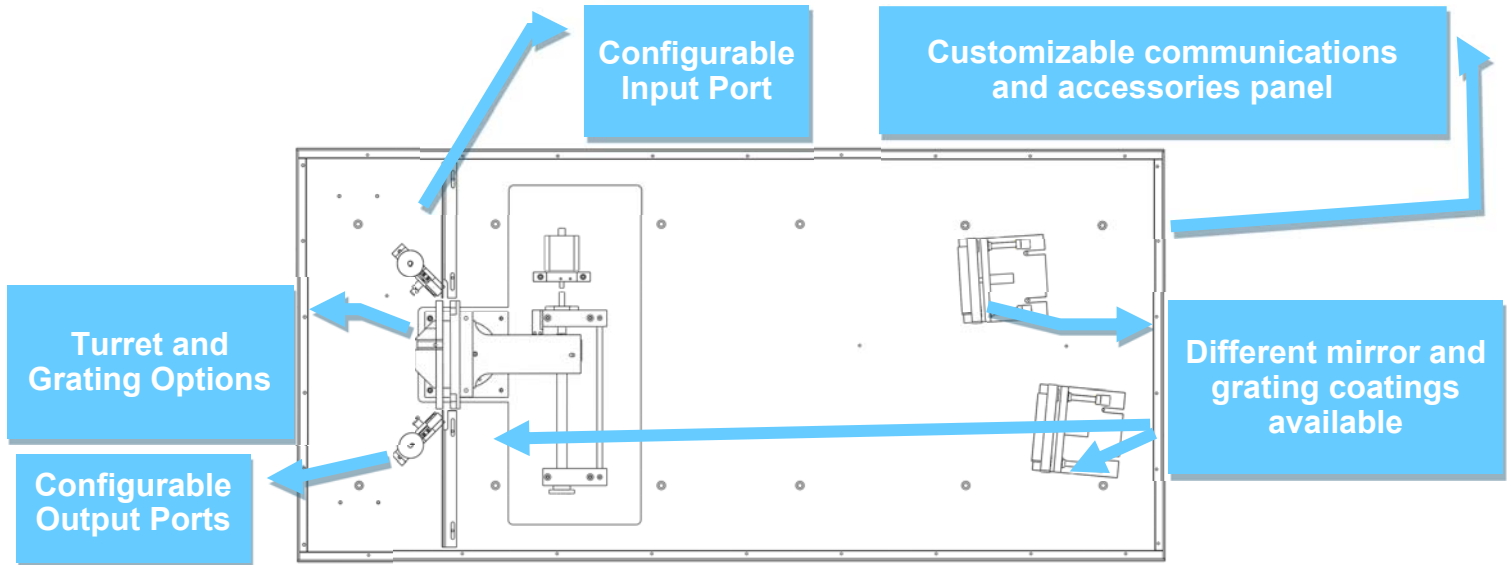 Configurable
Input Port
Customizable communications
and accessories panel
Turret and
Grating Options
Different mirror and
grating coatings
available
Configurable
Output Ports